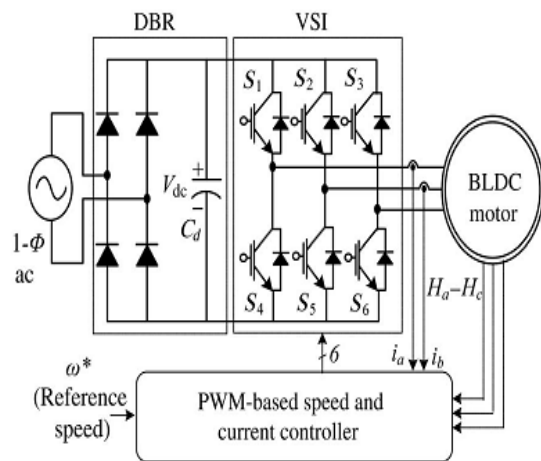 DBR
VSI
S1
S2
S3
Vdc
+
−
Cd
1-Φ
ac
BLDC
motor
S4
S5
S6
Ha–Hc
6
ia
ib
ω*
(Reference
speed)
PWM-based speed and
current controller